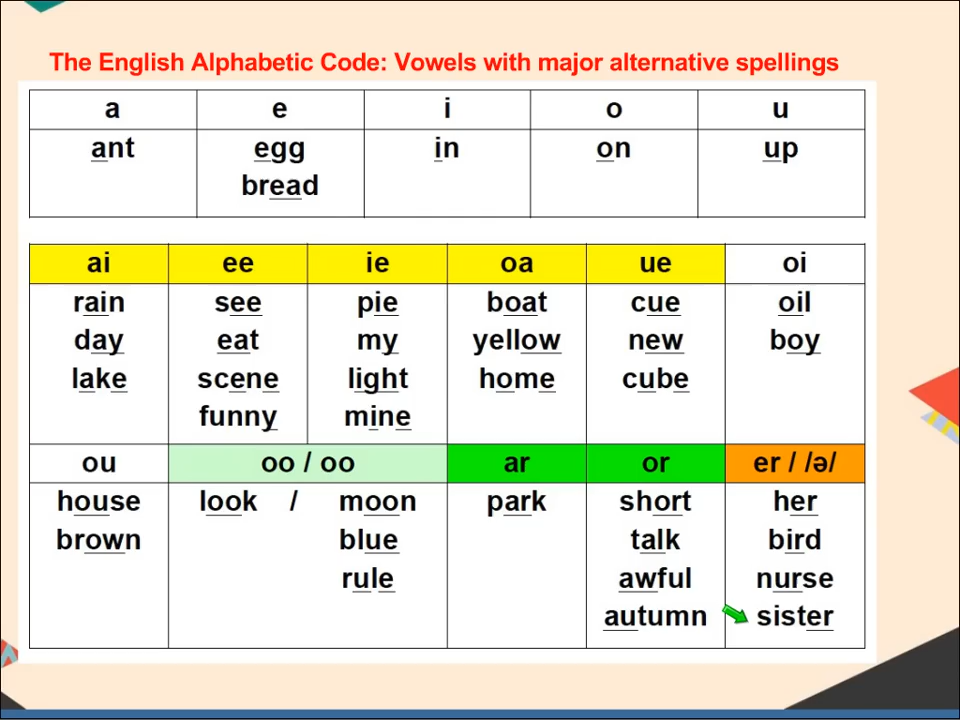 The English Alphabetic Code: Vowels with major alternative spellings
a e i o u
ant egg in on up
bread
ai ee ie oa ue oi
rain see pie boat cue oil
day eat my yellow new boy
lake scene light home cube
funny mine
ou oo / oo ar or er / /ə/
house look / moon park short her
brown blue talk bird
rule awful nurse
autumn sister